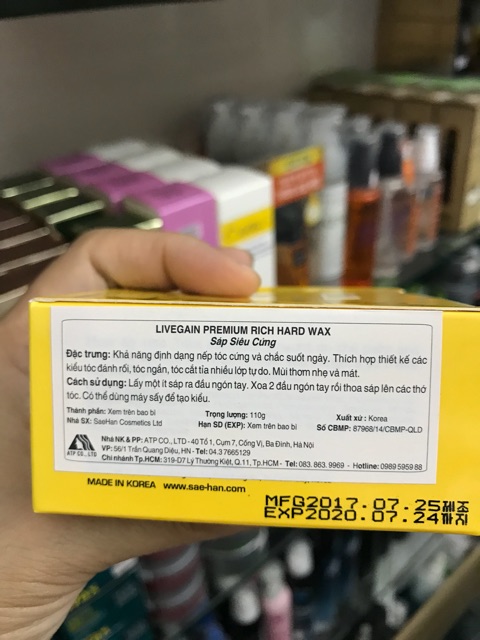 LIVEGAIN PREMIUM RICH HARD WAX
Sáp Siêu Cứng
Đặc trưng: Khả năng định dạng nếp tóc cứng và chắc suốt ngày. Thích hợp thiết kế các
kiểu tóc đánh rối, tóc ngắn, tóc cắt tỉa nhiều lớp tự do. Mùi thơm nhẹ và mát.
Cách sử dụng: Lấy một ít sáp ra đầu ngón tay. Xoa 2 đầu ngón tay rồi thoa sáp lên các thớ
tóc. Có thể dùng máy sấy để tạo kiểu.
Thành phần: Xem trên bao bì Trọng lượng: 110g Xuất xứ: Korea
Nhà SX: SaeHan Cosmetics Ltd Hạn SD (EXP): Xem trên bao bì Số CBMP: 87968/14/CBMP-QLD
Nhà NK & PP: ATP CO., LTD - 40 Tổ 1, Cụm 7, Cống Vị, Ba Đình, Hà Nội
VP: 56/1 Trần Quang Diệu, HN - Tel: 04.3 7665129
Chi nhánh Tp.HCM: 319-D7 Lý Thường Kiệt, Q.11, Tp.HCM - Tel: 083. 863. 9969 - Hotline: 0989 5959 88
ATP CO., LTD
MADE IN KOREA www.sae-han.com
MFG2017.07.25제조
EXP2020.07.24까지